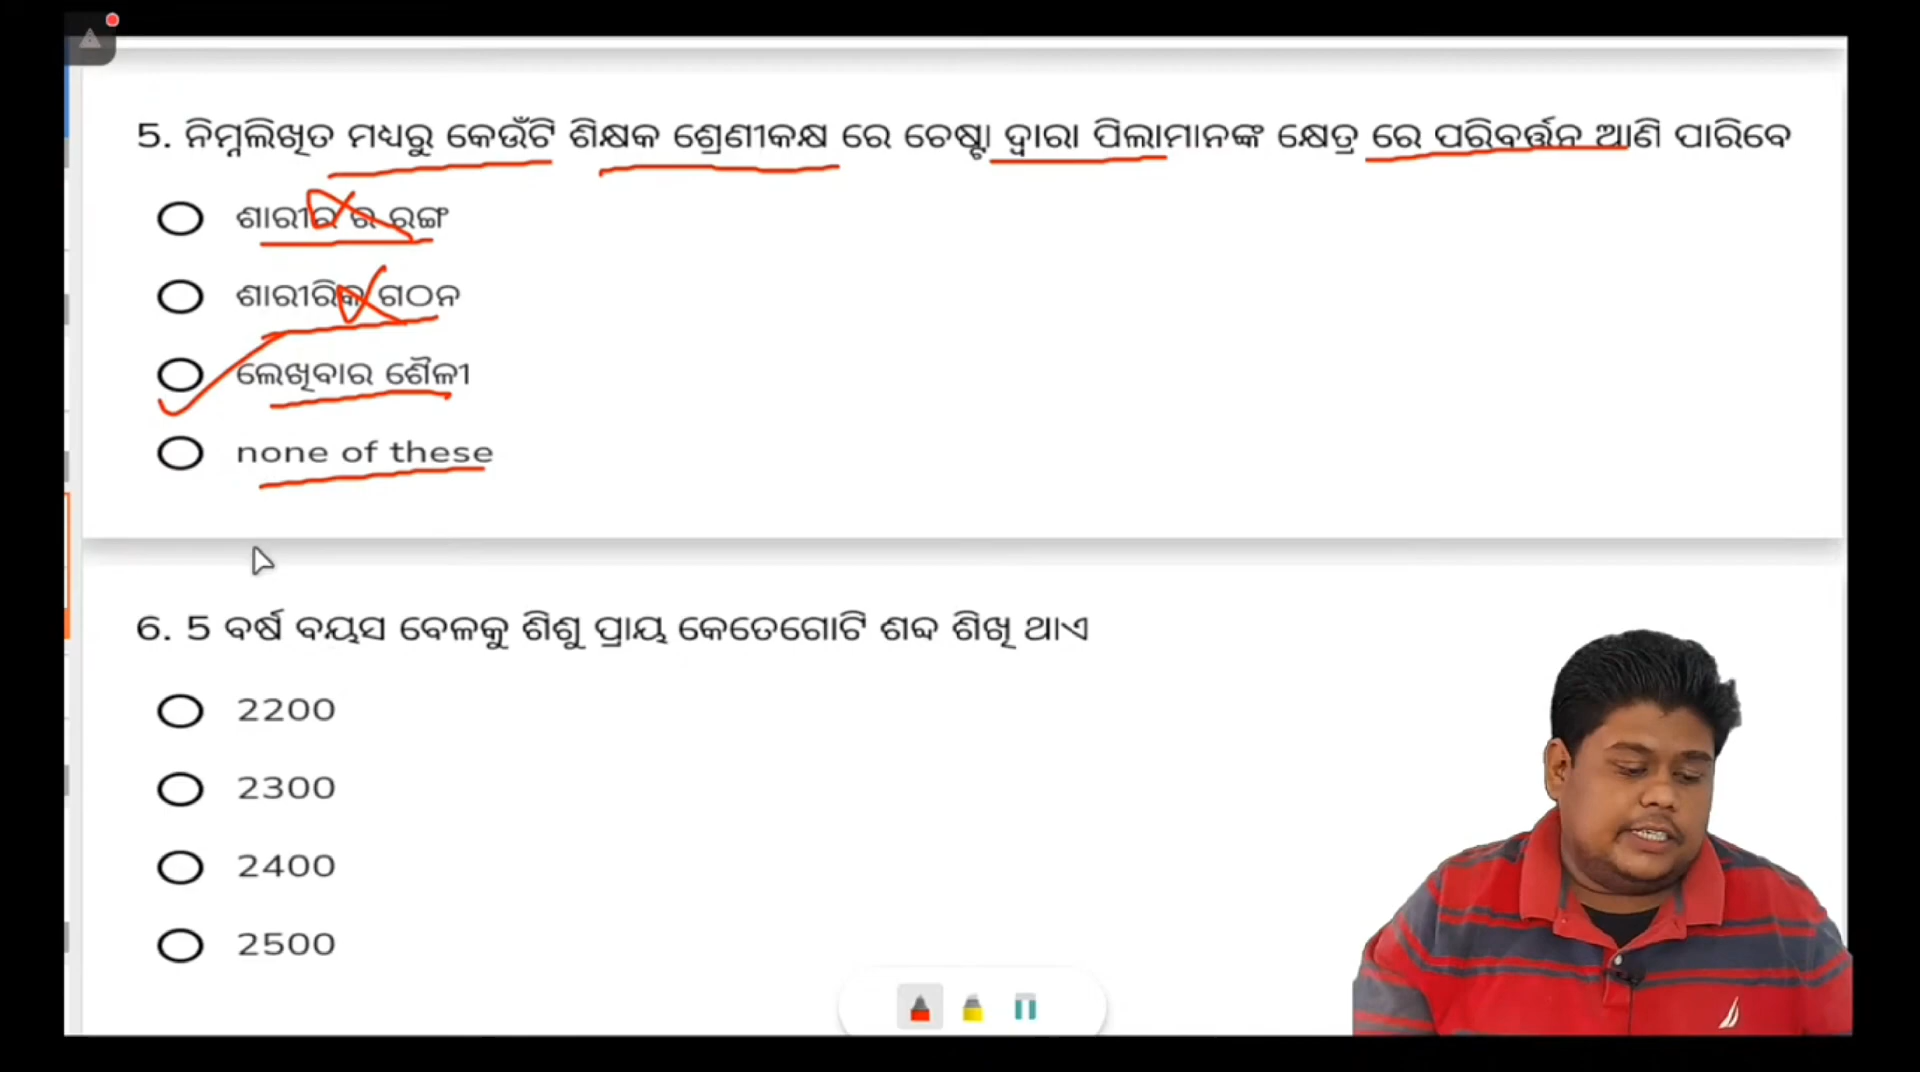 5. ନିମ୍ନଲିଖିତ ମଧ୍ୟରୁ କେଉଁଟି ଶିକ୍ଷକ ଶ୍ରେଣୀକକ୍ଷ ରେ ଚେଷ୍ଟା ଦ୍ୱାରା ପିଲାମାନଙ୍କ କ୍ଷେତ୍ର ରେ ପରିବର୍ତ୍ତନ ଆଣି ପାରିବେ
ଶାରୀର ର ରଙ୍ଗ
ଶାରୀରିକ ଗଠନ
ଲେଖିବାର ଶୈଳୀ
none of these
6. 5 ବର୍ଷ ବୟସ ବେଳକୁ ଶିଶୁ ପ୍ରାୟ କେତେଗୋଟି ଶବ୍ଦ ଶିଖି ଥାଏ
2200
2300
2400
2500